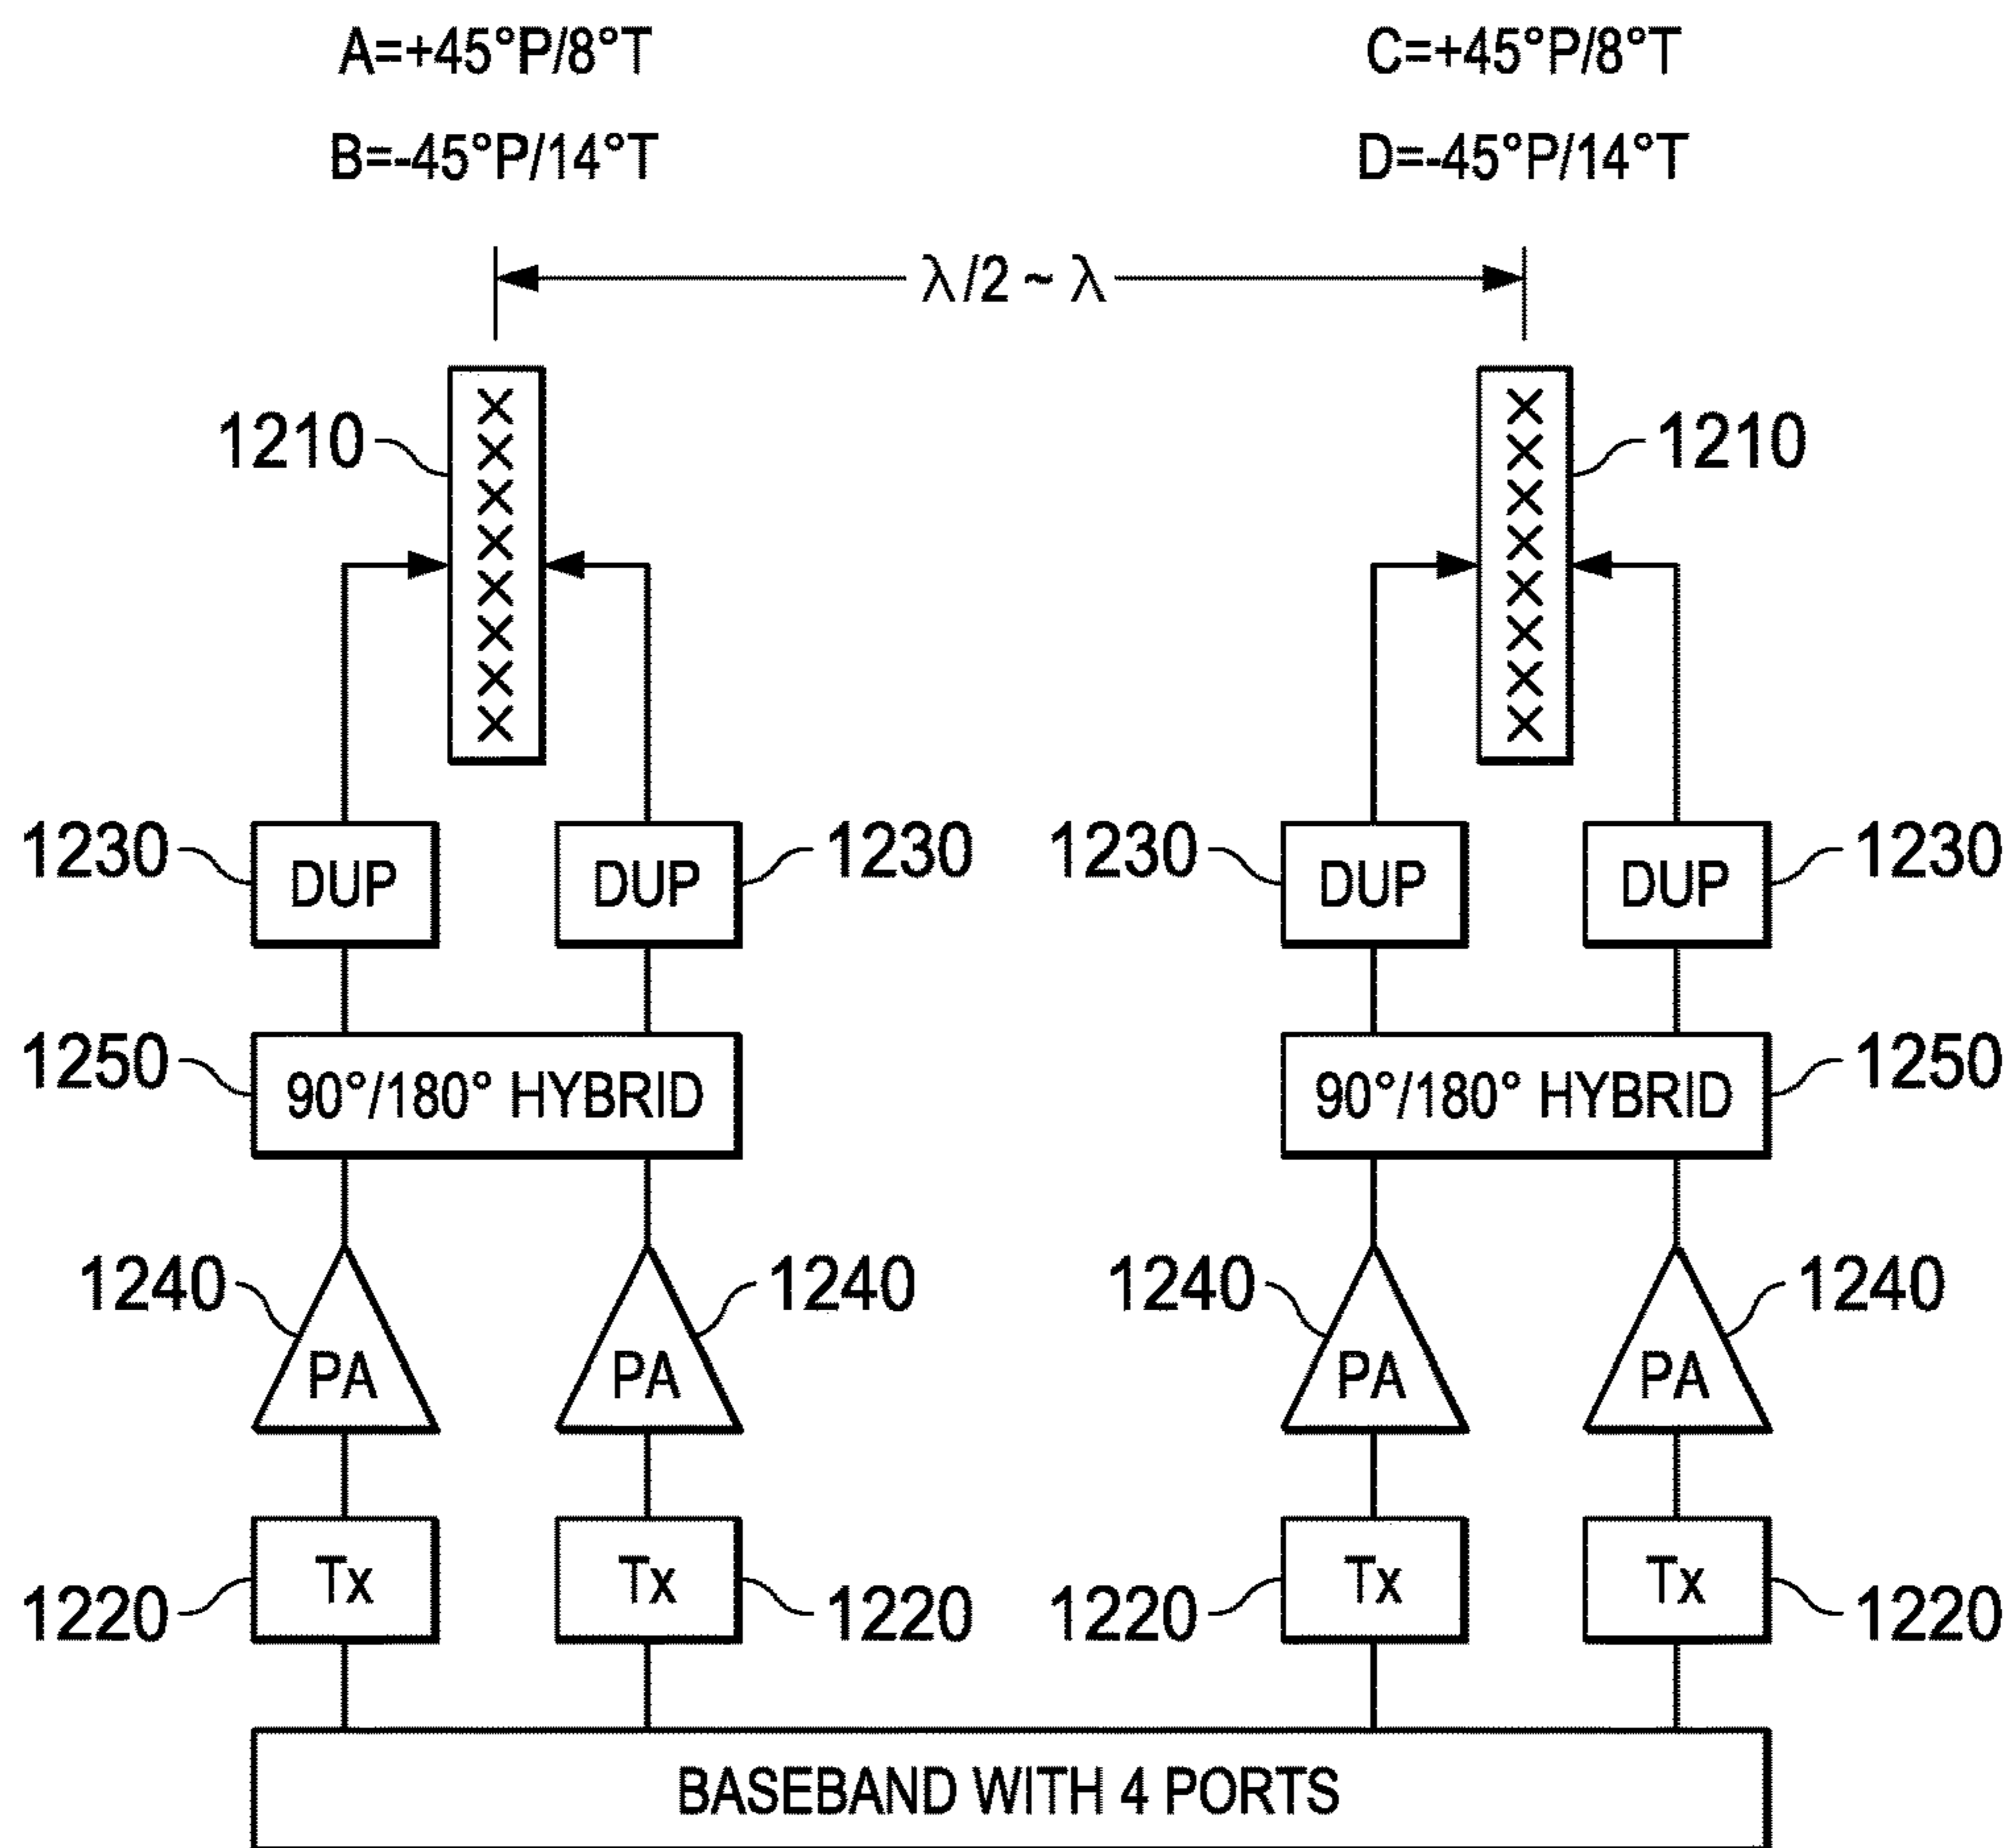 A=+45°P/8°T C=+45°P/8°T
B=-45°P/14°T D=-45°P/14°T
λ/2 ~ λ
1210 1210
X X
X X
X X
X X
X X
X X
X X
X X
1230 DUP DUP 1230 1230 DUP DUP 1230
1250 90°/180° HYBRID 90°/180° HYBRID 1250
1240 PA PA 1240 1240 PA PA 1240
1220 Tx Tx 1220 1220 Tx Tx 1220
BASEBAND WITH 4 PORTS